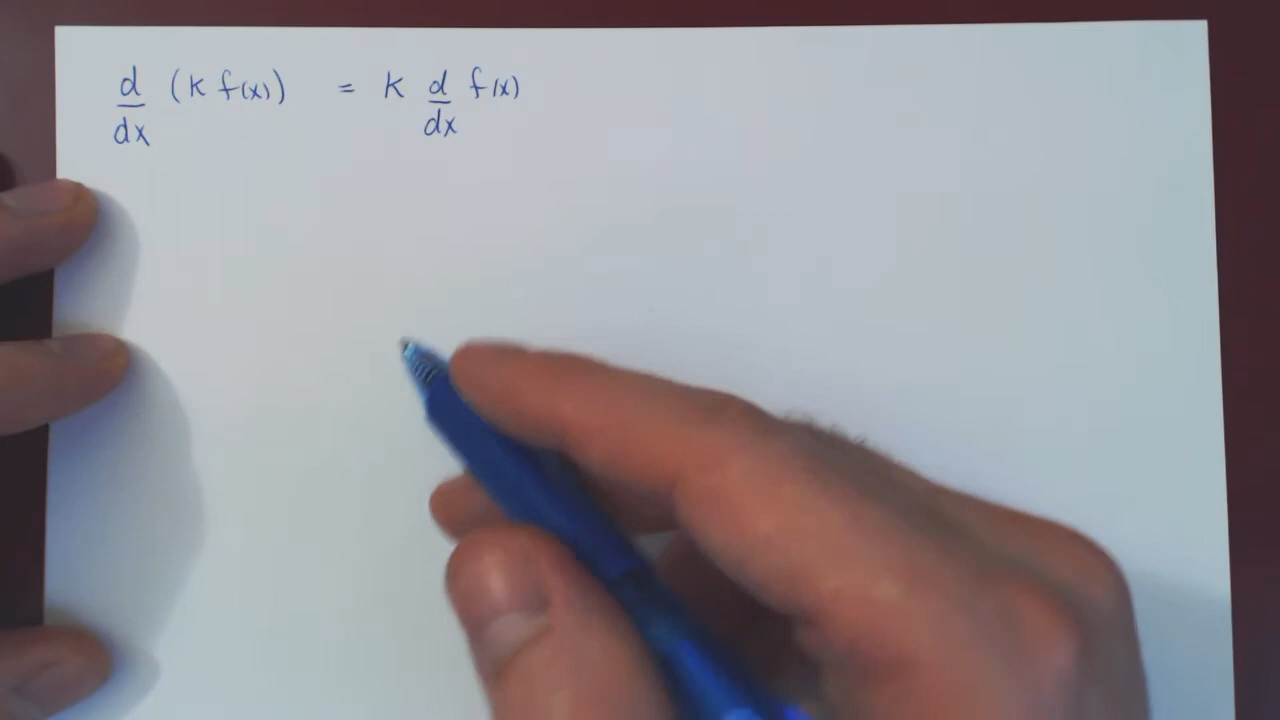 d/dx (k f(x)) = k d/dx f(x)